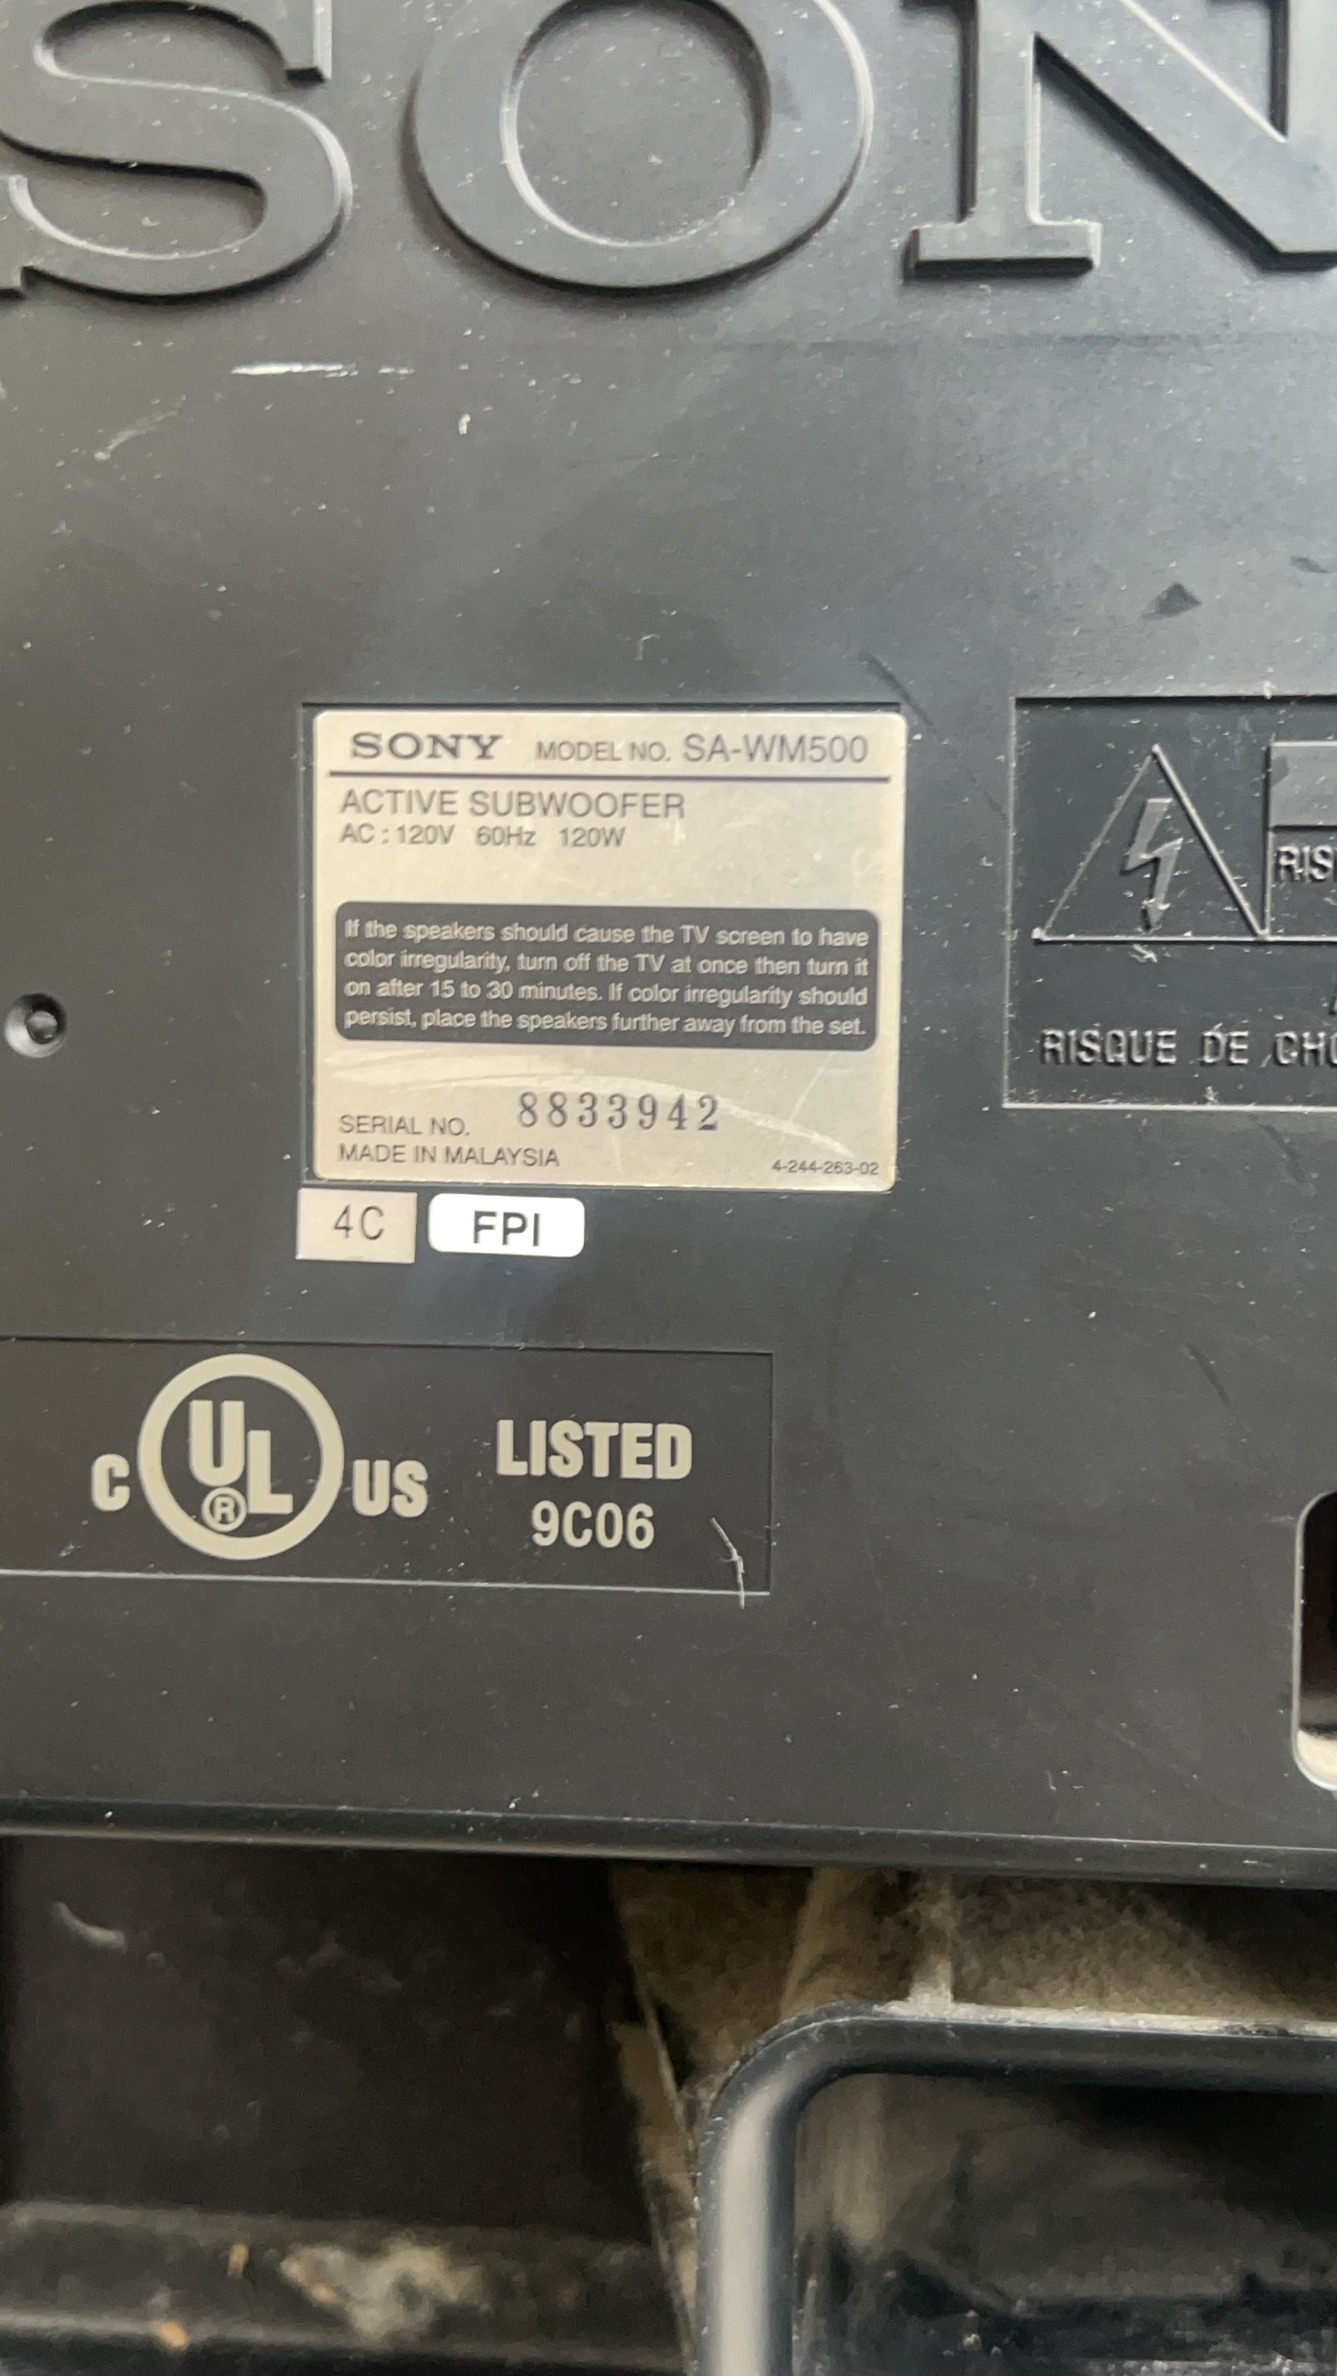 SON
SONY MODEL NO. SA-WM500
ACTIVE SUBWOOFER
AC : 120V 60Hz 120W
If the speakers should cause the TV screen to have
color irregularity, turn off the TV at once then turn it
on after 15 to 30 minutes. If color irregularity should
persist, place the speakers further away from the set.
SERIAL NO. 8833942
MADE IN MALAYSIA 4-244-263-02
4C FPI
C UL ® US LISTED
9C06
RIS
RISQUE DE CHO